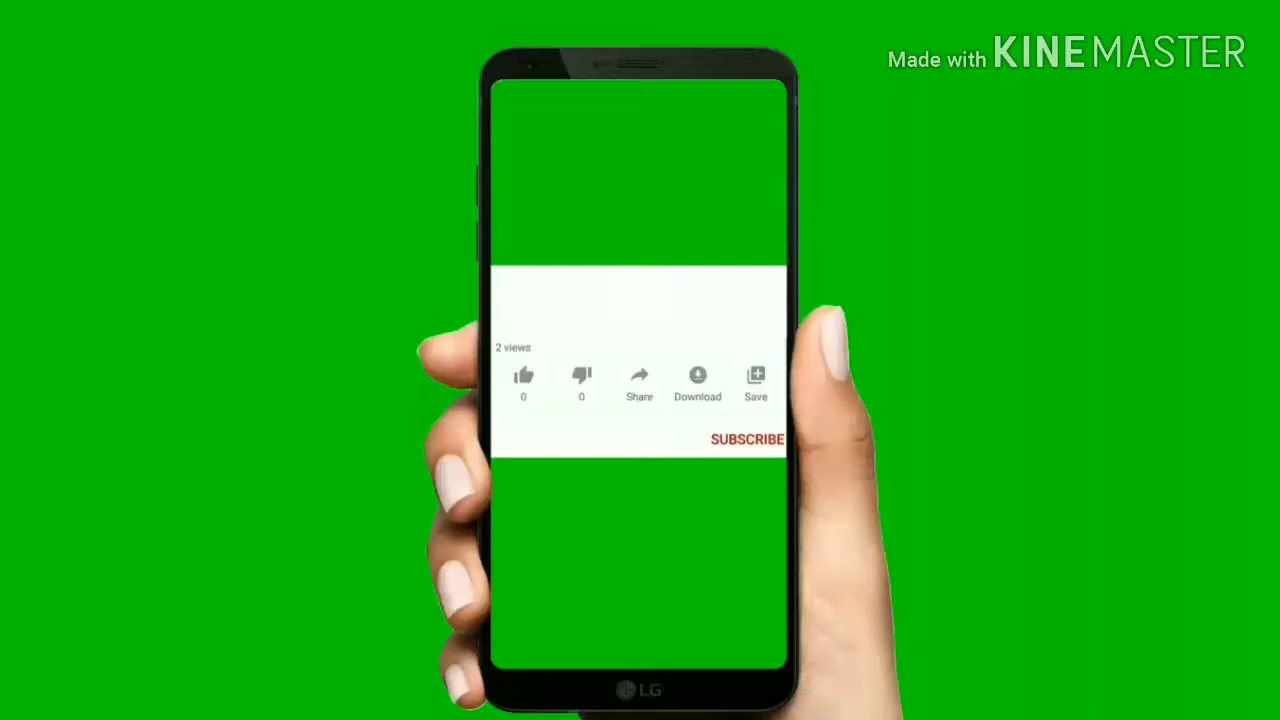 Made with KINEMASTER
2 views
0 0 Share Download Save
SUBSCRIBE
LG